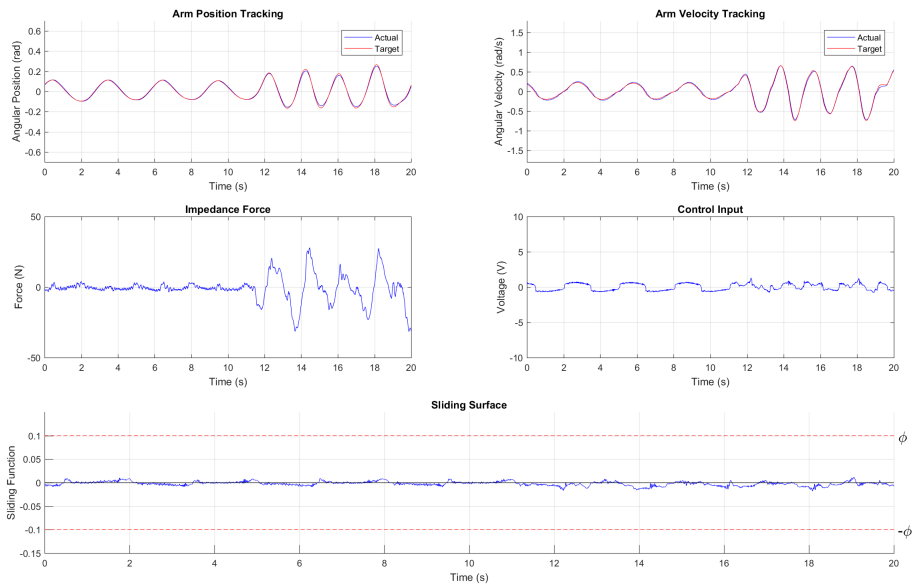 Arm Position Tracking
Angular Position (rad)
0.6
0.4
0.2
0
-0.2
-0.4
-0.6
Actual
Target
0 2 4 6 8 10 12 14 16 18 20
Time (s)
Arm Velocity Tracking
Angular Velocity (rad/s)
1.5
1
0.5
0
-0.5
-1
-1.5
Actual
Target
0 2 4 6 8 10 12 14 16 18 20
Time (s)
Impedance Force
Force (N)
50
0
-50
0 2 4 6 8 10 12 14 16 18 20
Time (s)
Control Input
Voltage (V)
10
5
0
-5
-10
0 2 4 6 8 10 12 14 16 18 20
Time (s)
Sliding Surface
Sliding Function
0.1
0.05
0
-0.05
-0.1
-0.15
ϕ
-ϕ
0 2 4 6 8 10 12 14 16 18 20
Time (s)